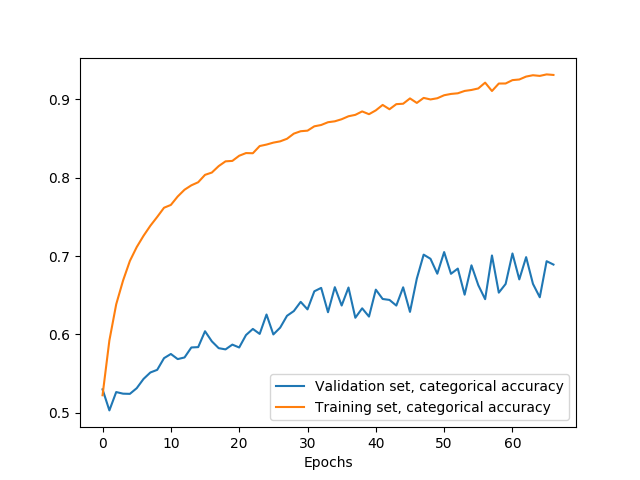 0.9
0.8
0.7
0.6
0.5
Validation set, categorical accuracy
Training set, categorical accuracy
0 10 20 30 40 50 60
Epochs